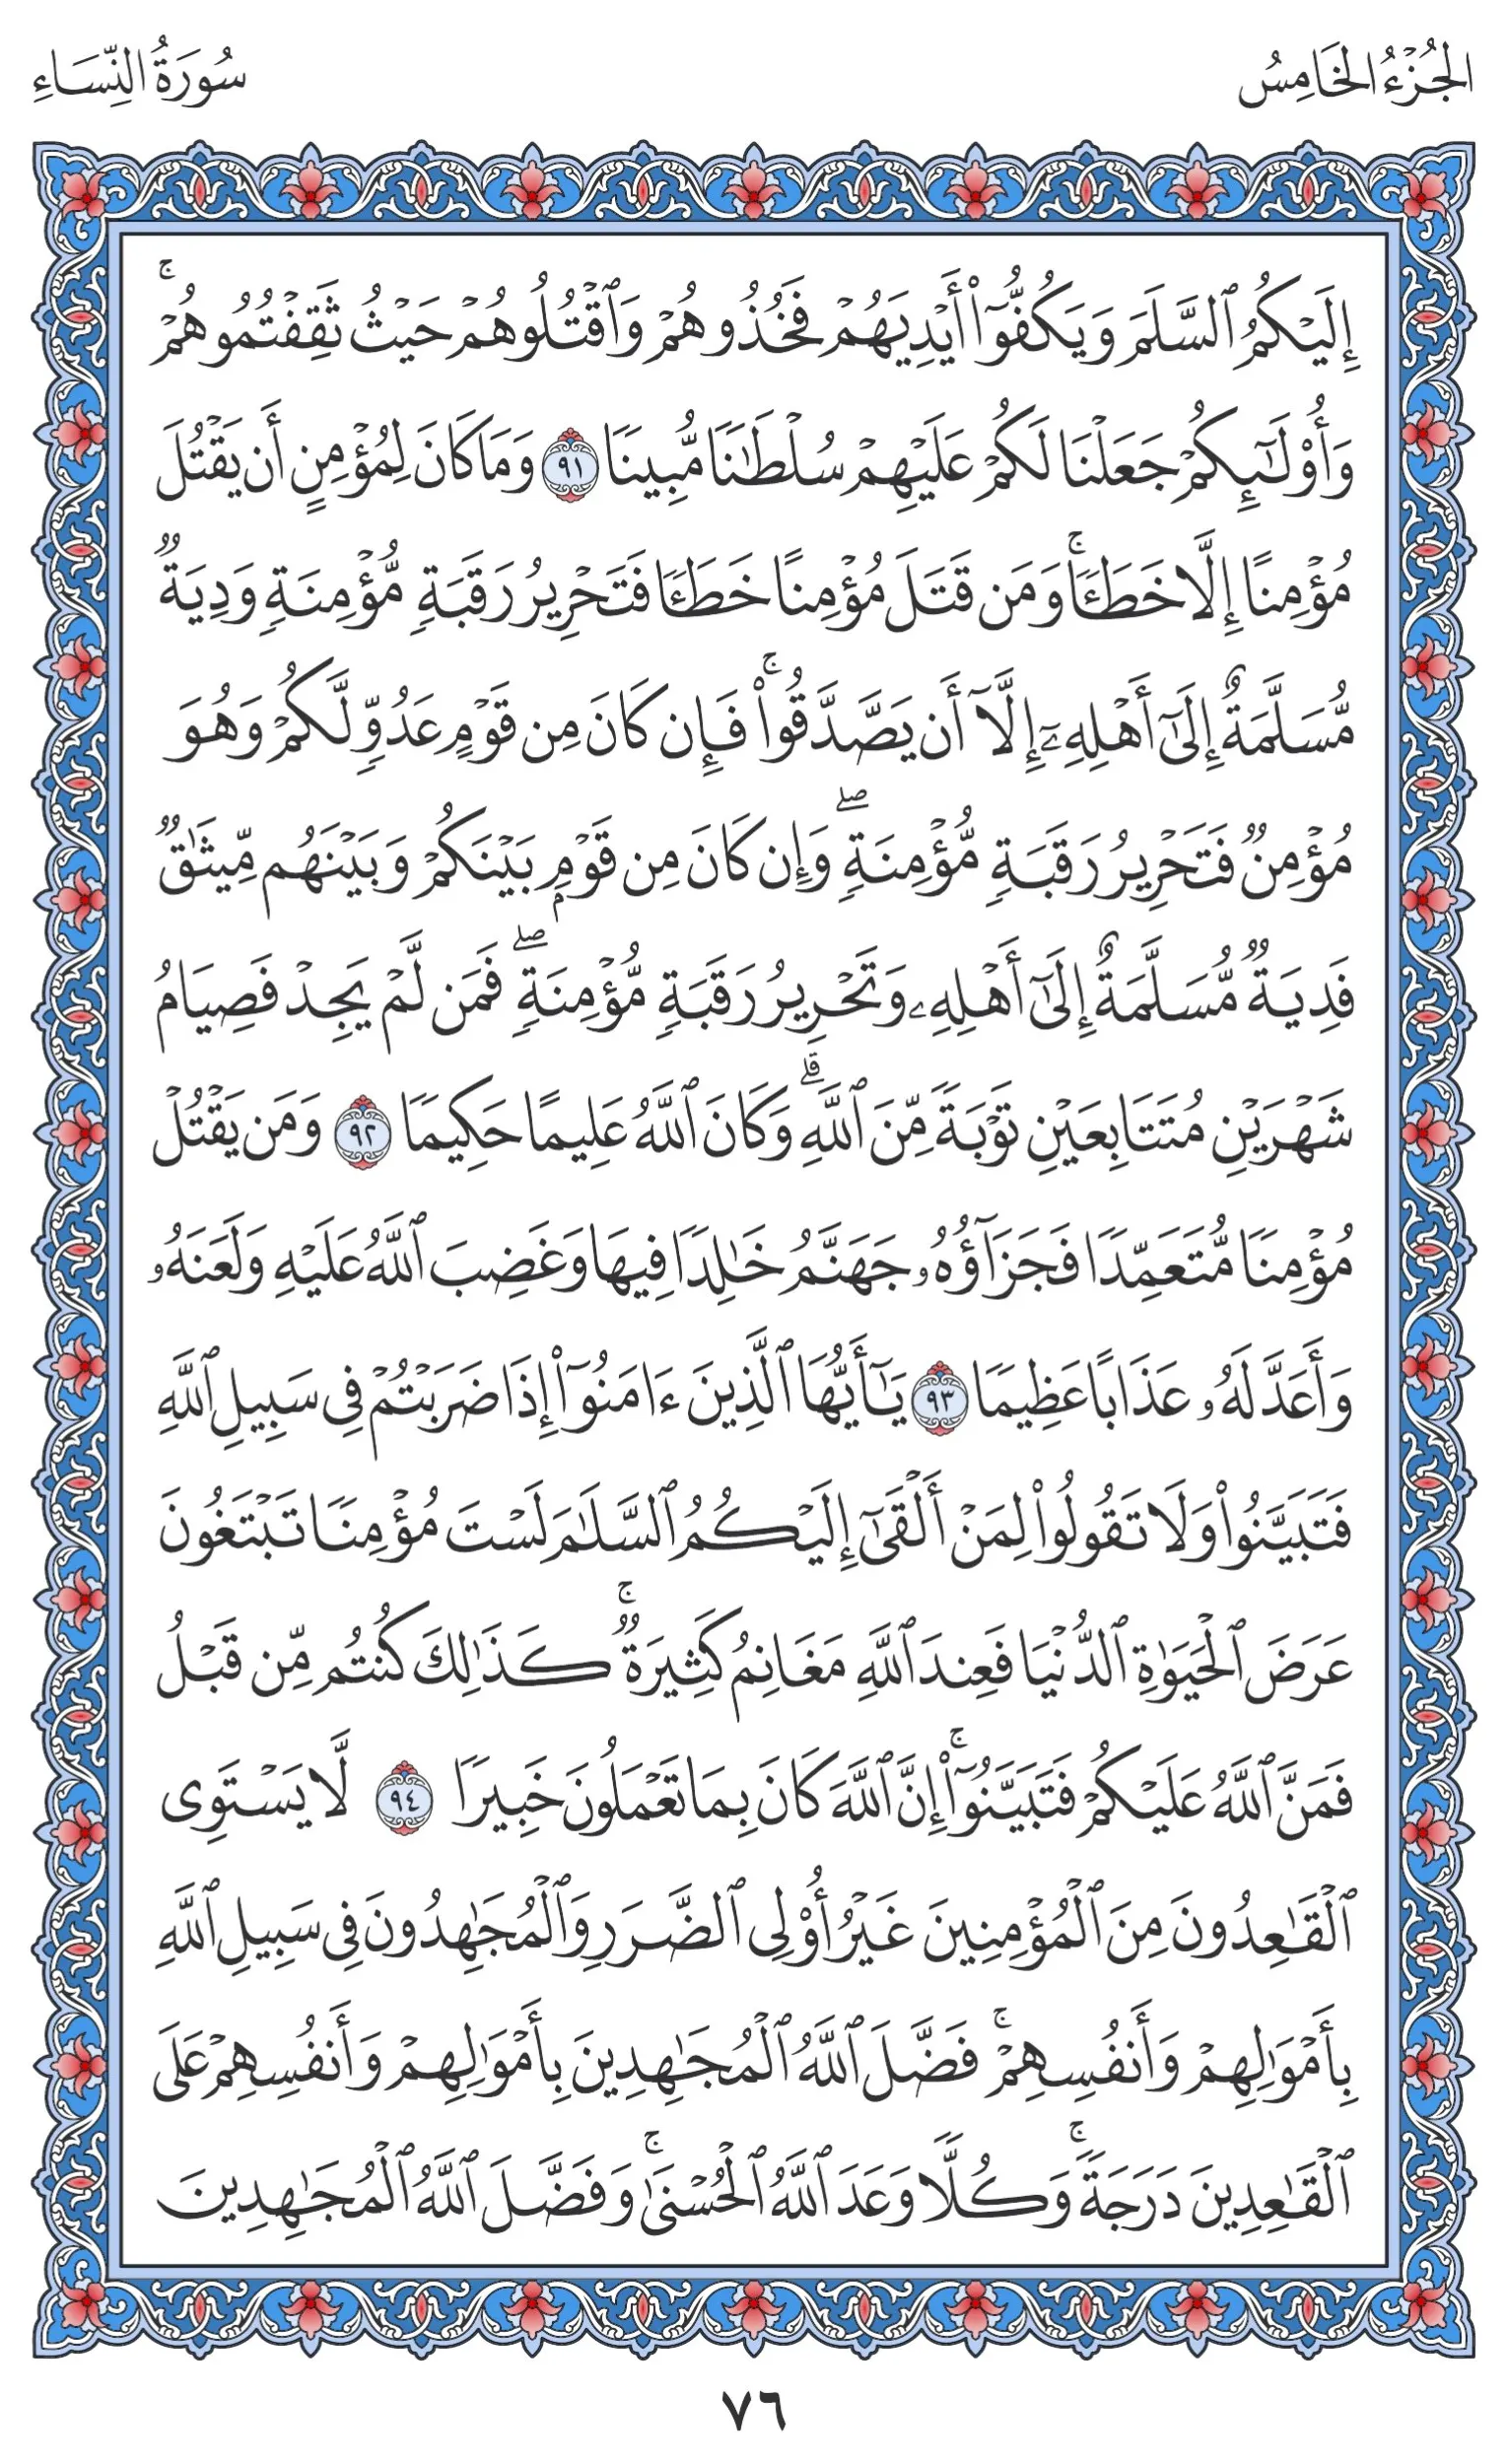 الجُزْءُ الخَامِسُ
سُورَةُ النِّسَاءِ
إِلَيْكُمُ ٱلسَّلَمَ وَيَكُفُّوٓا۟ أَيْدِيَهُمْ فَخُذُوهُمْ وَٱقْتُلُوهُمْ حَيْثُ ثَقِفْتُمُوهُمْ ۚ
وَأُو۟لَـٰٓئِكُمْ جَعَلْنَا لَكُمْ عَلَيْهِمْ سُلْطَـٰنًا مُّبِينًا ٩١ وَمَا كَانَ لِمُؤْمِنٍ أَن يَقْتُلَ
مُؤْمِنًا إِلَّا خَطَـًٔا ۚ وَمَن قَتَلَ مُؤْمِنًا خَطَـًٔا فَتَحْرِيرُ رَقَبَةٍ مُّؤْمِنَةٍ وَدِيَةٌ
مُّسَلَّمَةٌ إِلَىٰٓ أَهْلِهِۦٓ إِلَّآ أَن يَصَّدَّقُوا۟ ۚ فَإِن كَانَ مِن قَوْمٍ عَدُوٍّ لَّكُمْ وَهُوَ
مُؤْمِنٌ فَتَحْرِيرُ رَقَبَةٍ مُّؤْمِنَةٍ ۖ وَإِن كَانَ مِن قَوْمٍۭ بَيْنَكُمْ وَبَيْنَهُم مِّيثَـٰقٌ
فَدِيَةٌ مُّسَلَّمَةٌ إِلَىٰٓ أَهْلِهِۦ وَتَحْرِيرُ رَقَبَةٍ مُّؤْمِنَةٍ ۖ فَمَن لَّمْ يَجِدْ فَصِيَامُ
شَهْرَيْنِ مُتَتَابِعَيْنِ تَوْبَةً مِّنَ ٱللَّهِ ۗ وَكَانَ ٱللَّهُ عَلِيمًا حَكِيمًا ٩٢ وَمَن يَقْتُلْ
مُؤْمِنًا مُّتَعَمِّدًا فَجَزَآؤُهُۥ جَهَنَّمُ خَـٰلِدًا فِيهَا وَغَضِبَ ٱللَّهُ عَلَيْهِ وَلَعَنَهُۥ
وَأَعَدَّ لَهُۥ عَذَابًا عَظِيمًا ٩٣ يَـٰٓأَيُّهَا ٱلَّذِينَ ءَامَنُوٓا۟ إِذَا ضَرَبْتُمْ فِى سَبِيلِ ٱللَّهِ
فَتَبَيَّنُوا۟ وَلَا تَقُولُوا۟ لِمَنْ أَلْقَىٰٓ إِلَيْكُمُ ٱلسَّلَـٰمَ لَسْتَ مُؤْمِنًا تَبْتَغُونَ
عَرَضَ ٱلْحَيَوٰةِ ٱلدُّنْيَا فَعِندَ ٱللَّهِ مَغَانِمُ كَثِيرَةٌ ۚ كَذَٰلِكَ كُنتُم مِّن قَبْلُ
فَمَنَّ ٱللَّهُ عَلَيْكُمْ فَتَبَيَّنُوٓا۟ ۚ إِنَّ ٱللَّهَ كَانَ بِمَا تَعْمَلُونَ خَبِيرًا ٩٤ لَّا يَسْتَوِى
ٱلْقَـٰعِدُونَ مِنَ ٱلْمُؤْمِنِينَ غَيْرُ أُو۟لِى ٱلضَّرَرِ وَٱلْمُجَـٰهِدُونَ فِى سَبِيلِ ٱللَّهِ
بِأَمْوَٰلِهِمْ وَأَنفُسِهِمْ ۚ فَضَّلَ ٱللَّهُ ٱلْمُجَـٰهِدِينَ بِأَمْوَٰلِهِمْ وَأَنفُسِهِمْ عَلَى
ٱلْقَـٰعِدِينَ دَرَجَةً ۚ وَكُلًّا وَعَدَ ٱللَّهُ ٱلْحُسْنَىٰ ۚ وَفَضَّلَ ٱللَّهُ ٱلْمُجَـٰهِدِينَ
٧٦